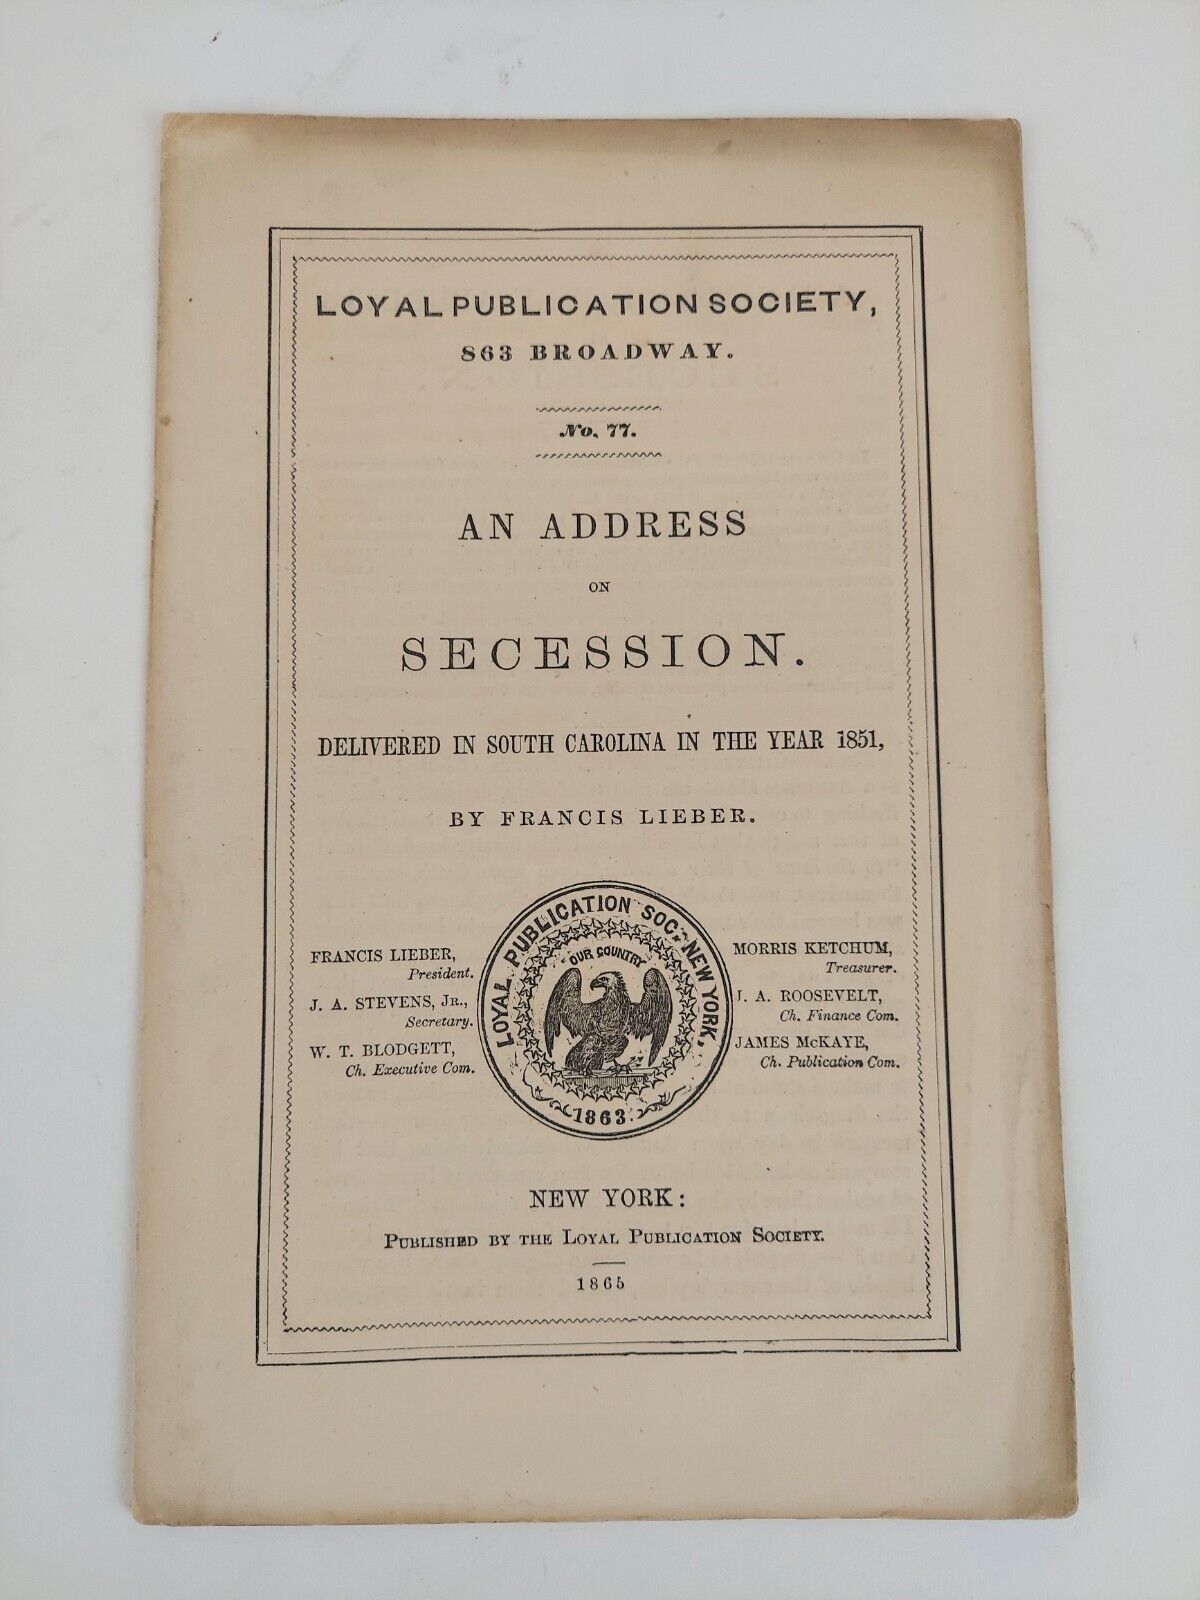 LOYAL PUBLICATION SOCIETY,
863 BROADWAY.
No. 77.
AN ADDRESS
ON
SECESSION.
DELIVERED IN SOUTH CAROLINA IN THE YEAR 1851,
BY FRANCIS LIEBER.
FRANCIS LIEBER,
President.
J. A. STEVENS, JR.,
Secretary.
W. T. BLODGETT,
Ch. Executive Com.
LOYAL PUBLICATION SOC: NEW YORK,
OUR COUNTRY
1863.
MORRIS KETCHUM,
Treasurer.
J. A. ROOSEVELT,
Ch. Finance Com.
JAMES McKAYE,
Ch. Publication Com.
NEW YORK:
PUBLISHED BY THE LOYAL PUBLICATION SOCIETY.
1865